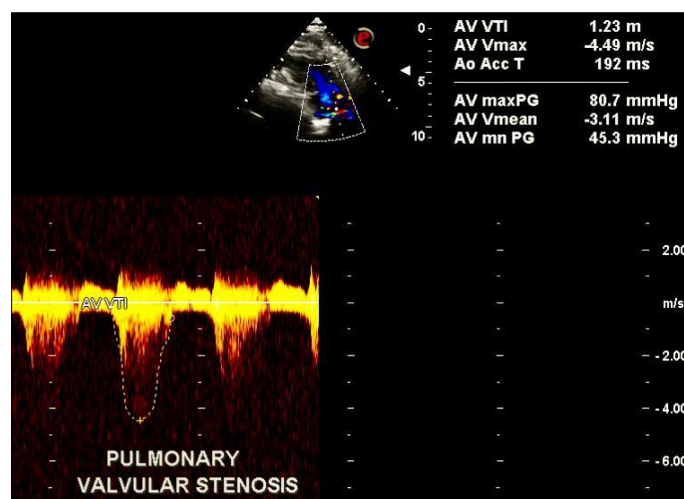 AV VTI 1.23 m
AV Vmax -4.49 m/s
Ao Acc T 192 ms
AV maxPG 80.7 mmHg
AV Vmean -3.11 m/s
AV mn PG 45.3 mmHg
e
0
5
10
2.00
AV VTI
m/s
-2.00
-4.00
-6.00
PULMONARY
VALVULAR STENOSIS